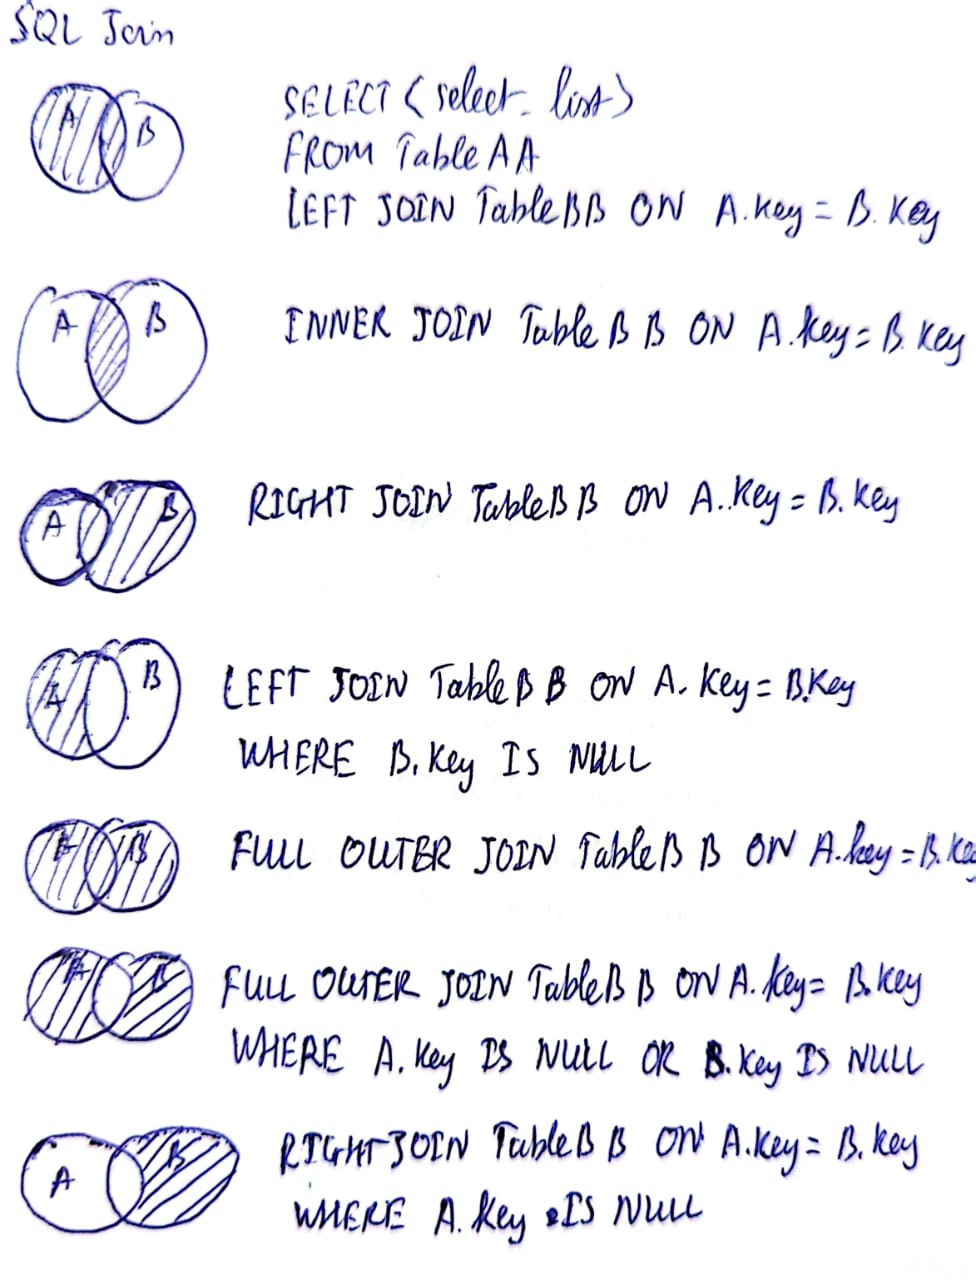 SQL Join
A B
SELECT <select_list>
FROM Table A A
LEFT JOIN Table B B ON A.Key = B.Key
A B
INNER JOIN Table B B ON A.key = B.Key
A B
RIGHT JOIN Table B B ON A..Key = B.Key
A B
LEFT JOIN Table B B ON A.Key = B.Key
WHERE B.Key IS NULL
A B
FULL OUTER JOIN Table B B ON A.key = B.Key
A B
FULL OUTER JOIN Table B B ON A.key = B.Key
WHERE A.Key IS NULL OR B.Key IS NULL
A B
RIGHT JOIN Table B B ON A.Key = B.Key
WHERE A.Key IS NULL